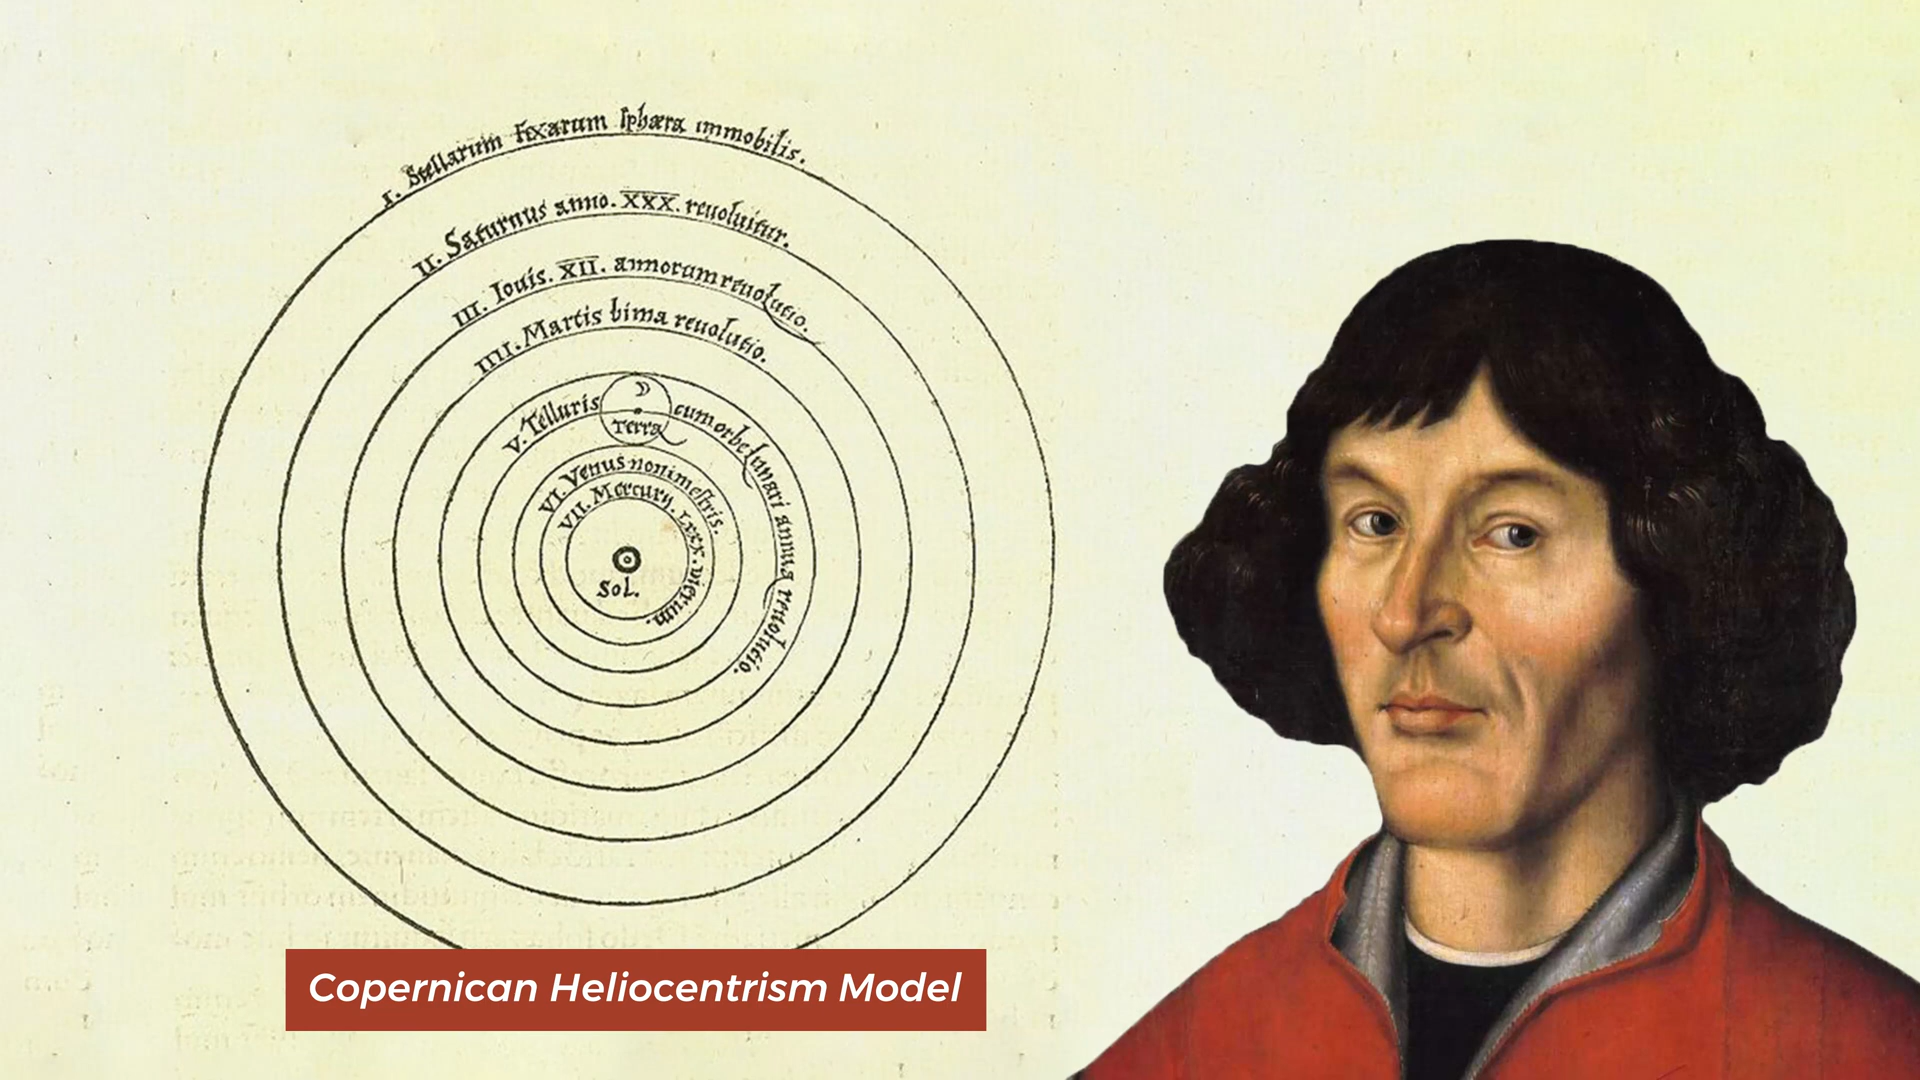 I. Stellarum Fixarum sphæra immobilis.
II. Saturnus anno. XXX. reuoluitur.
III. Iouis. XII. annorum reuolutio.
IIII. Martis bima reuolutio.
V. Telluris cum orbe lunari annua reuolutio.
Terra
VI. Venus nonimestris.
VII. Mercurij. LXXX. dierum.
Sol.
Copernican Heliocentrism Model